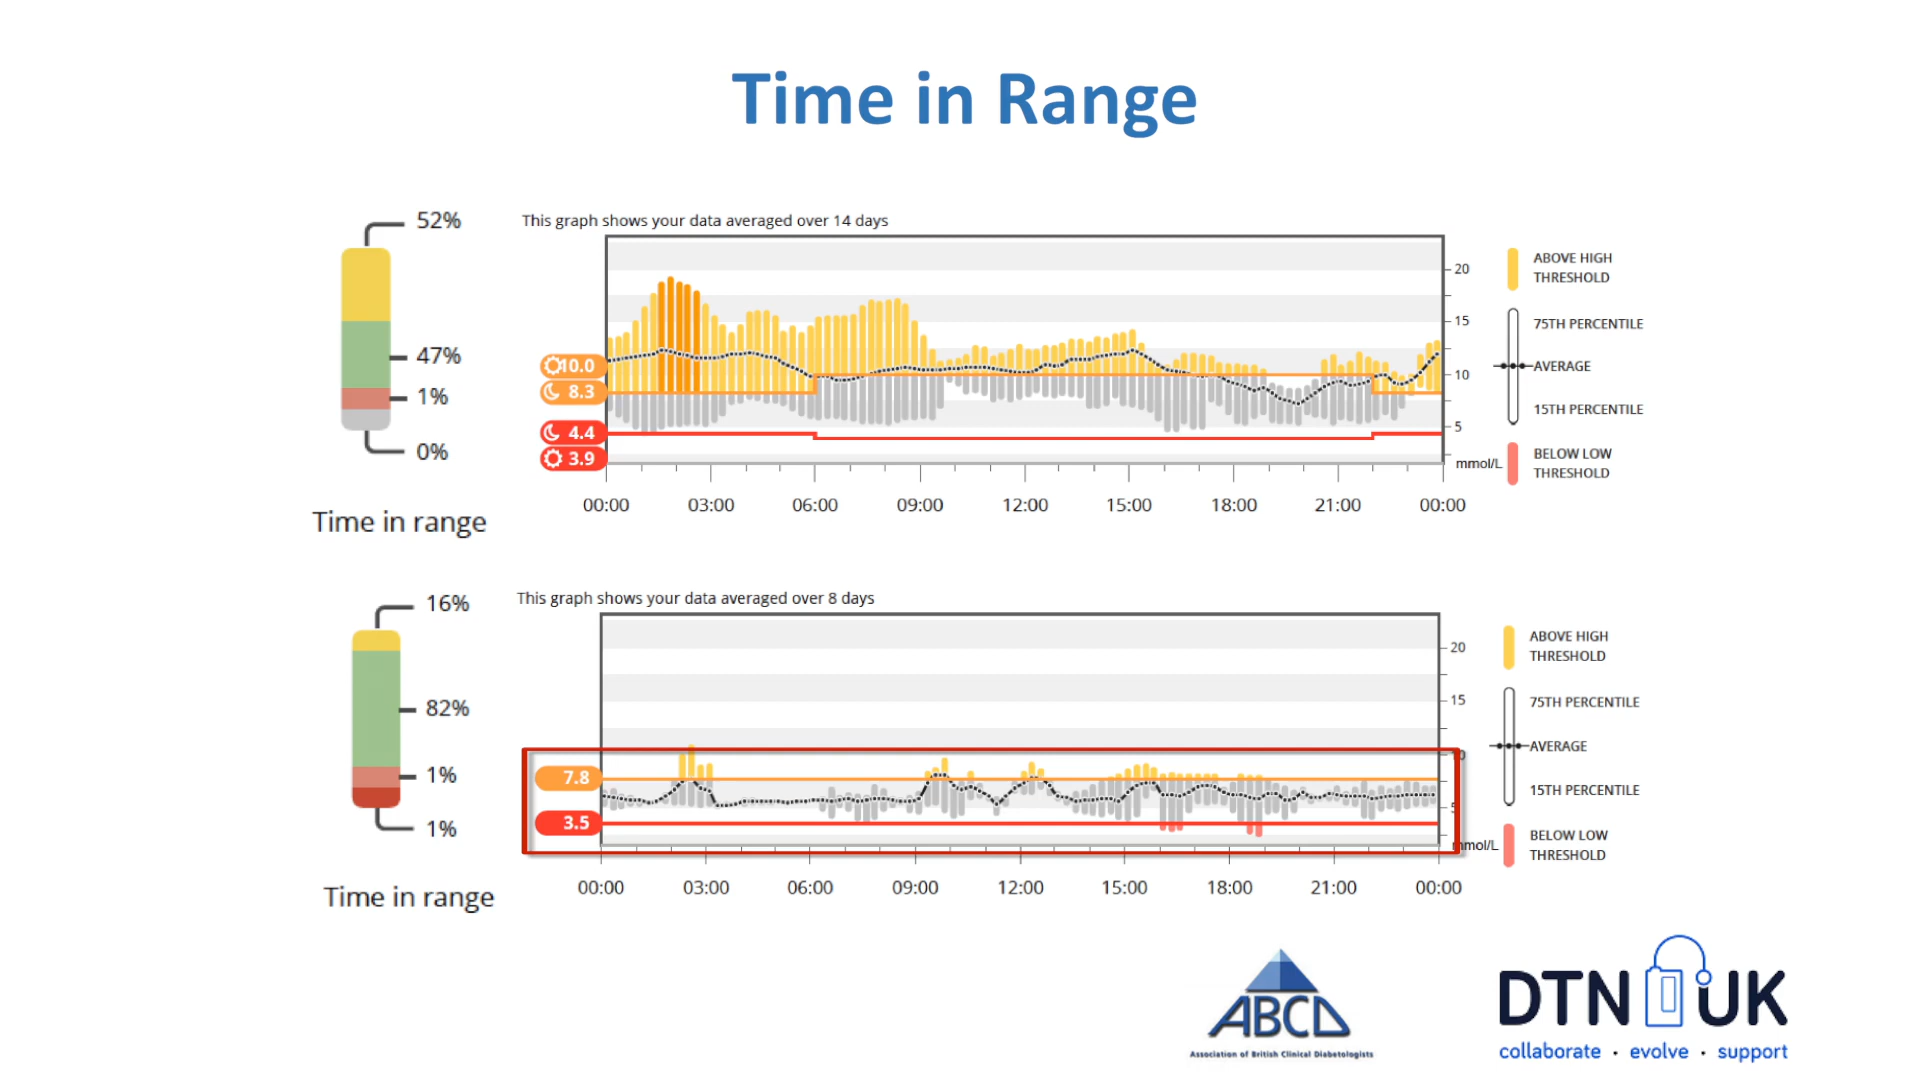 Time in Range
52%
47%
1%
0%
Time in range
This graph shows your data averaged over 14 days
10.0
8.3
4.4
3.9
20
15
10
5
mmol/L
00:00 03:00 06:00 09:00 12:00 15:00 18:00 21:00 00:00
ABOVE HIGH
THRESHOLD
75TH PERCENTILE
AVERAGE
15TH PERCENTILE
BELOW LOW
THRESHOLD
16%
82%
1%
1%
Time in range
This graph shows your data averaged over 8 days
7.8
3.5
20
15
mmol/L
00:00 03:00 06:00 09:00 12:00 15:00 18:00 21:00 00:00
ABOVE HIGH
THRESHOLD
75TH PERCENTILE
AVERAGE
15TH PERCENTILE
BELOW LOW
THRESHOLD
ABCD
Association of British Clinical Diabetologists
DTN UK
collaborate · evolve · support